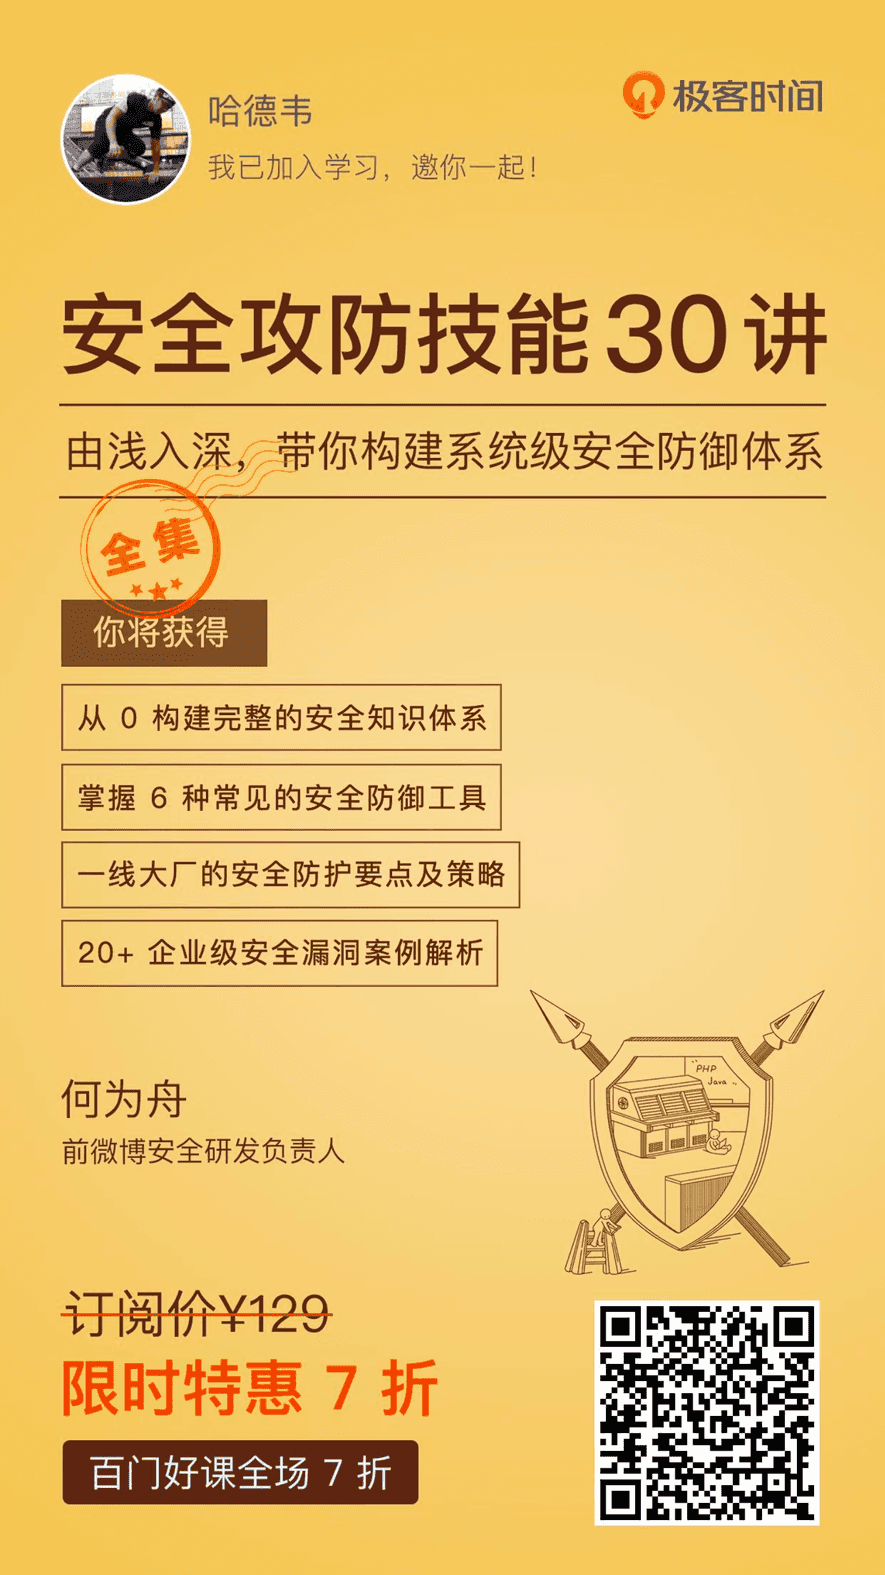 哈德韦
极客时间
我已加入学习，邀你一起！
安全攻防技能30讲
由浅入深，带你构建系统级安全防御体系
全集
你将获得
从 0 构建完整的安全知识体系
掌握 6 种常见的安全防御工具
一线大厂的安全防护要点及策略
20+ 企业级安全漏洞案例解析
PHP
Java
何为舟
前微博安全研发负责人
订阅价¥129
限时特惠 7 折
百门好课全场 7 折